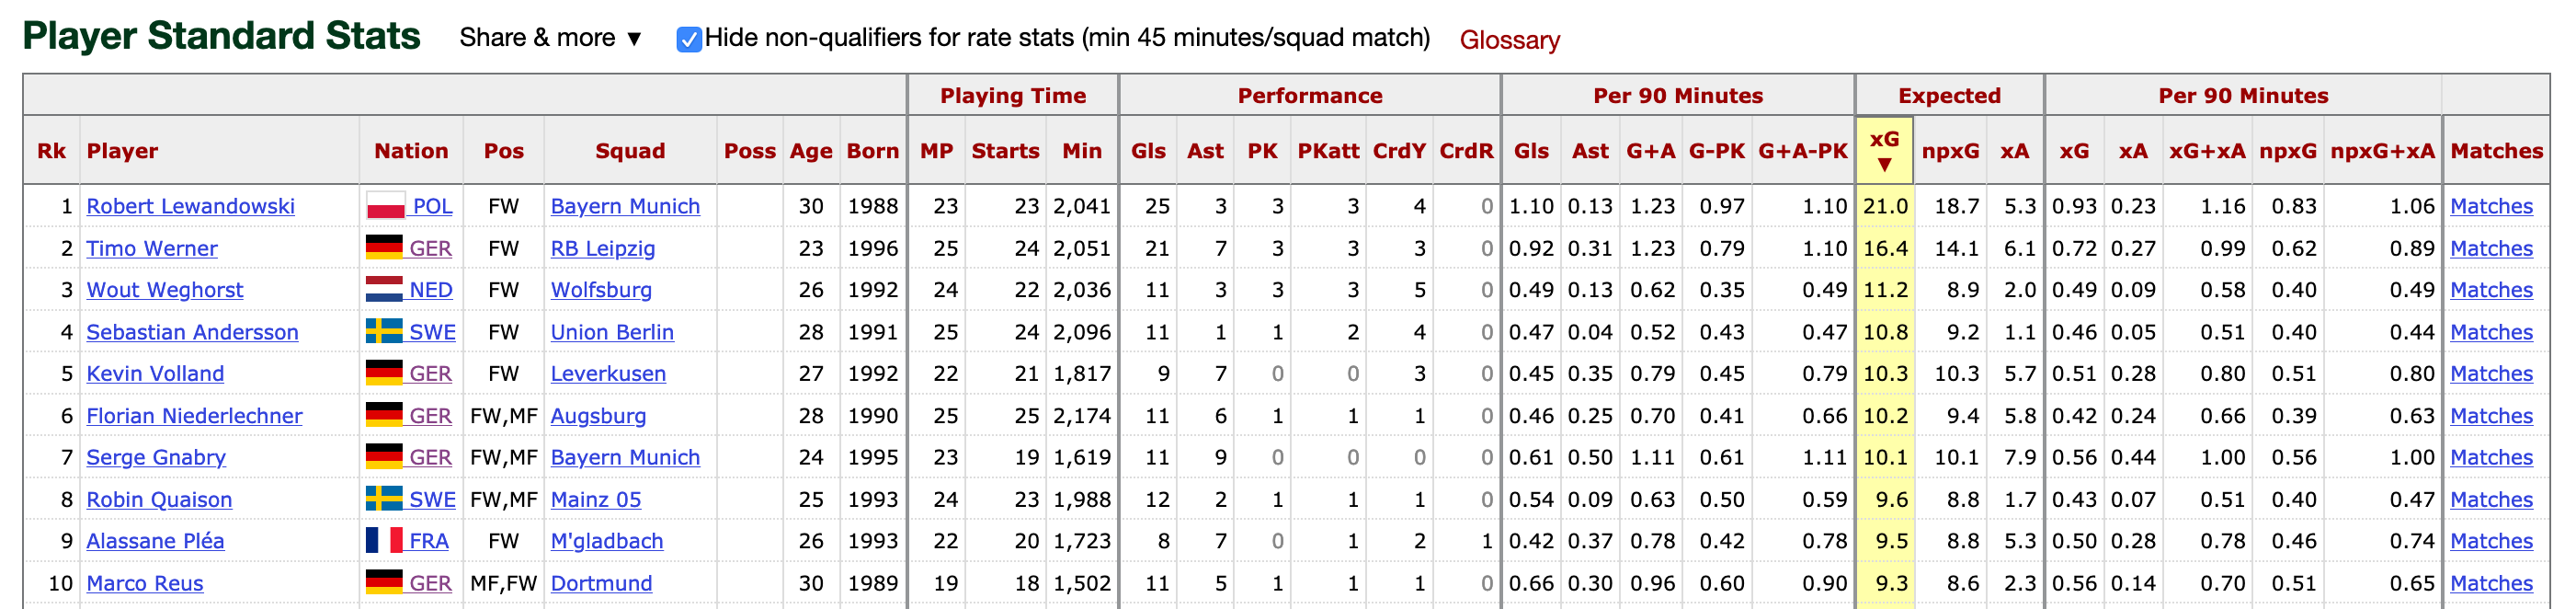 Player Standard Stats Share & more ▼ Hide non-qualifiers for rate stats (min 45 minutes/squad match) Glossary
Playing Time Performance Per 90 Minutes Expected Per 90 Minutes
Rk Player Nation Pos Squad Poss Age Born MP Starts Min Gls Ast PK PKatt CrdY CrdR Gls Ast G+A G-PK G+A-PK xG ▼ npxG xA xG xA xG+xA npxG npxG+xA Matches
1 Robert Lewandowski POL FW Bayern Munich 30 1988 23 23 2,041 25 3 3 3 4 0 1.10 0.13 1.23 0.97 1.10 21.0 18.7 5.3 0.93 0.23 1.16 0.83 1.06 Matches
2 Timo Werner GER FW RB Leipzig 23 1996 25 24 2,051 21 7 3 3 3 0 0.92 0.31 1.23 0.79 1.10 16.4 14.1 6.1 0.72 0.27 0.99 0.62 0.89 Matches
3 Wout Weghorst NED FW Wolfsburg 26 1992 24 22 2,036 11 3 3 3 5 0 0.49 0.13 0.62 0.35 0.49 11.2 8.9 2.0 0.49 0.09 0.58 0.40 0.49 Matches
4 Sebastian Andersson SWE FW Union Berlin 28 1991 25 24 2,096 11 1 1 2 4 0 0.47 0.04 0.52 0.43 0.47 10.8 9.2 1.1 0.46 0.05 0.51 0.40 0.44 Matches
5 Kevin Volland GER FW Leverkusen 27 1992 22 21 1,817 9 7 0 0 3 0 0.45 0.35 0.79 0.45 0.79 10.3 10.3 5.7 0.51 0.28 0.80 0.51 0.80 Matches
6 Florian Niederlechner GER FW,MF Augsburg 28 1990 25 25 2,174 11 6 1 1 1 0 0.46 0.25 0.70 0.41 0.66 10.2 9.4 5.8 0.42 0.24 0.66 0.39 0.63 Matches
7 Serge Gnabry GER FW,MF Bayern Munich 24 1995 23 19 1,619 11 9 0 0 0 0 0.61 0.50 1.11 0.61 1.11 10.1 10.1 7.9 0.56 0.44 1.00 0.56 1.00 Matches
8 Robin Quaison SWE FW,MF Mainz 05 25 1993 24 23 1,988 12 2 1 1 1 0 0.54 0.09 0.63 0.50 0.59 9.6 8.8 1.7 0.43 0.07 0.51 0.40 0.47 Matches
9 Alassane Pléa FRA FW M'gladbach 26 1993 22 20 1,723 8 7 0 1 2 1 0.42 0.37 0.78 0.42 0.78 9.5 8.8 5.3 0.50 0.28 0.78 0.46 0.74 Matches
10 Marco Reus GER MF,FW Dortmund 30 1989 19 18 1,502 11 5 1 1 1 0 0.66 0.30 0.96 0.60 0.90 9.3 8.6 2.3 0.56 0.14 0.70 0.51 0.65 Matches